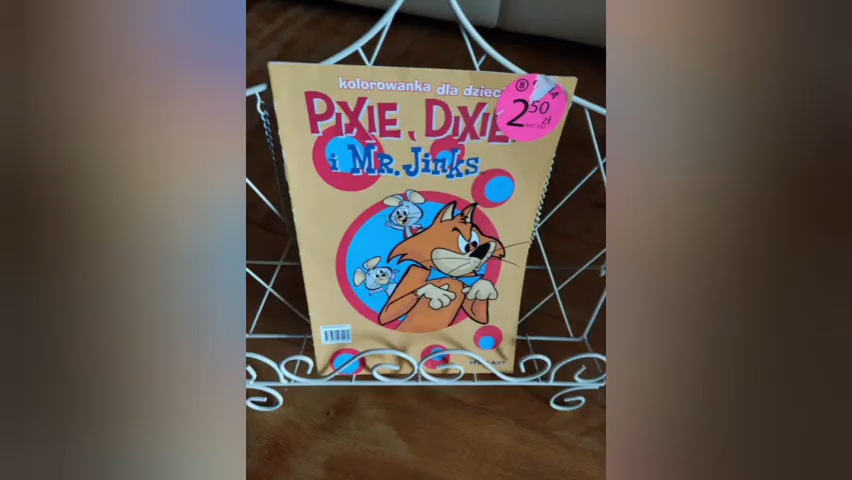 kolorowanka dla dzieci
PIXIE, DIXIE
i MR. Jinks
2 50
zł